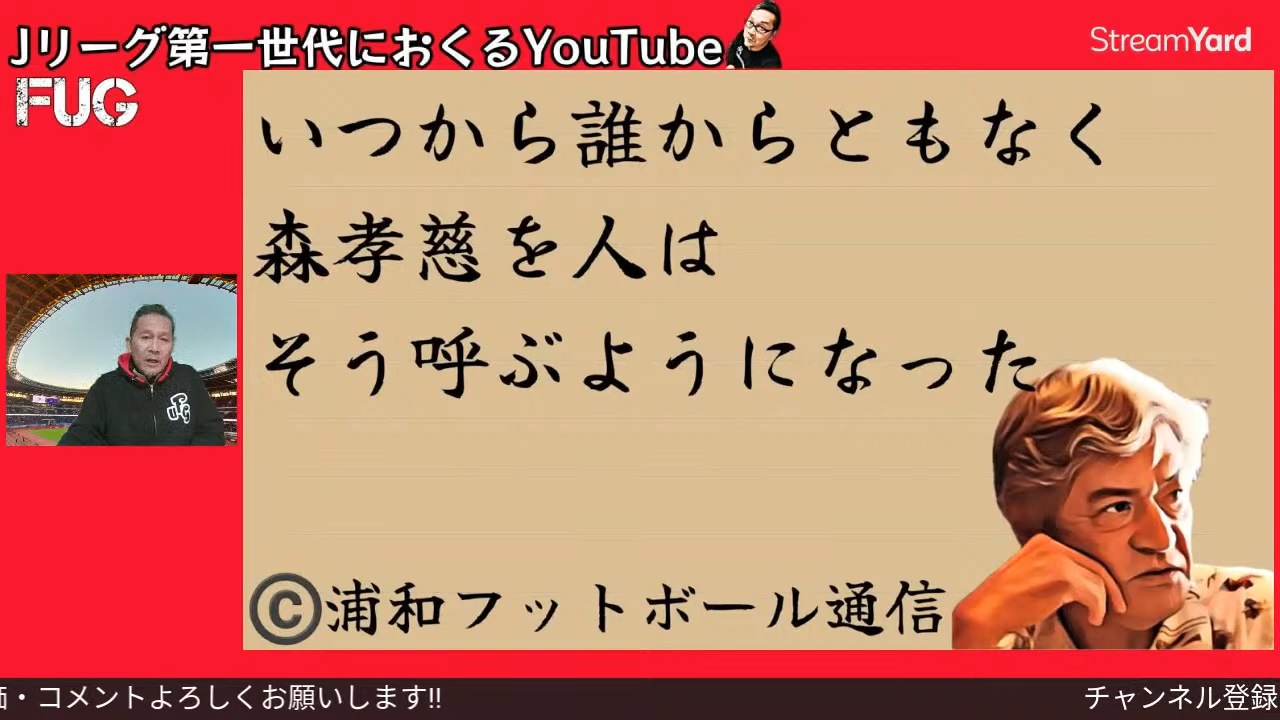 Jリーグ第一世代におくるYouTube
StreamYard
FUG
いつから誰からともなく
森孝慈を人は
そう呼ぶようになった
©浦和フットボール通信
・コメントよろしくお願いします!!
チャンネル登録